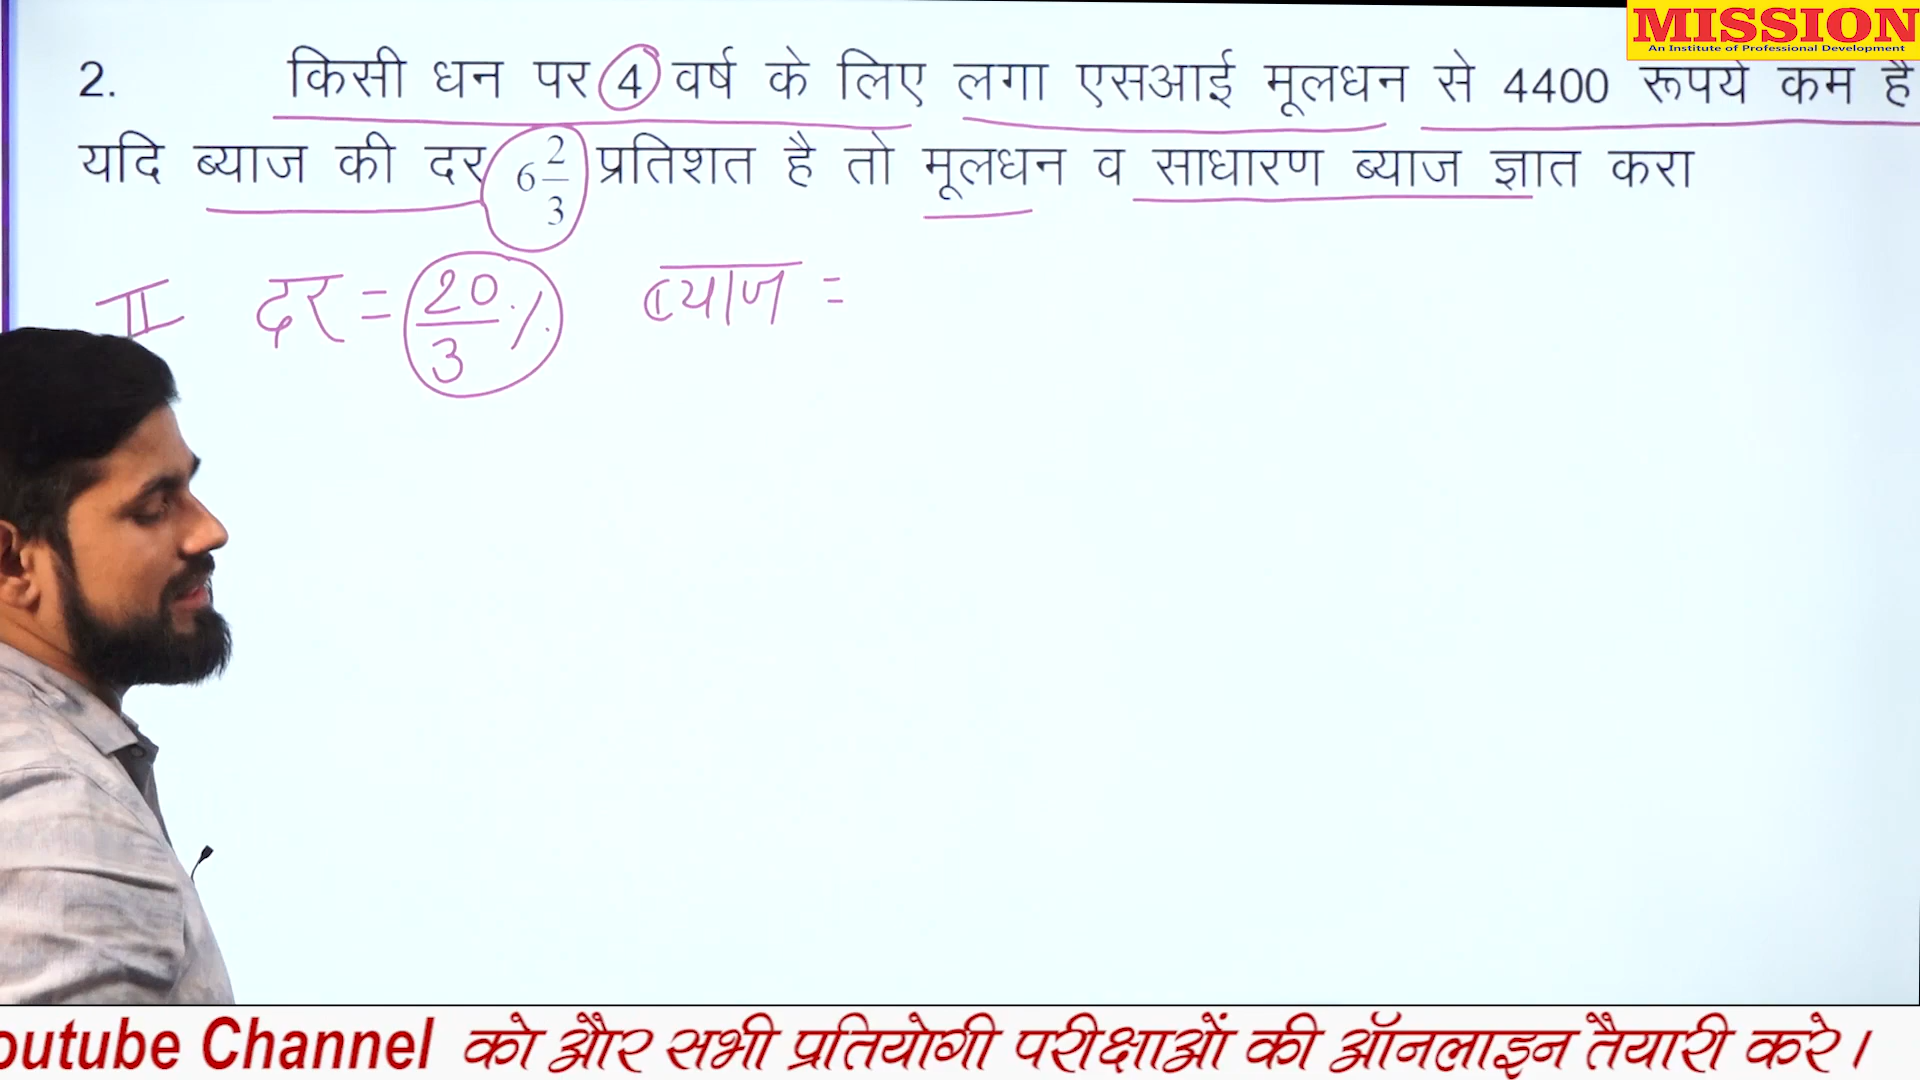 MISSION
An Institute of Professional Development
2. किसी धन पर 4 वर्ष के लिए लगा एसआई मूलधन से 4400 रूपये कम है
यदि ब्याज की दर 6 2/3 प्रतिशत है तो मूलधन व साधारण ब्याज ज्ञात करा
II दर = 20/3 % ब्याज =
outube Channel को और सभी प्रतियोगी परीक्षाओं की ऑनलाइन तैयारी करे।